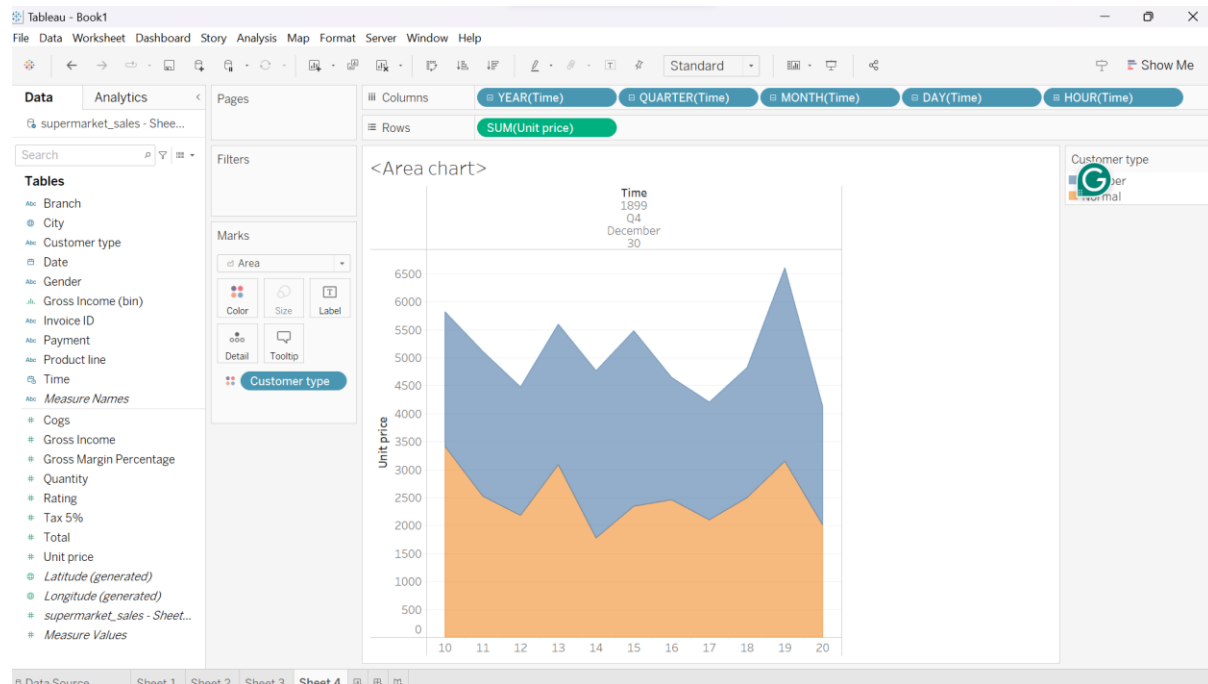 Tableau - Book1
File Data Worksheet Dashboard Story Analysis Map Format Server Window Help
Standard
Show Me
Data Analytics
Pages
Columns YEAR(Time) QUARTER(Time) MONTH(Time) DAY(Time) HOUR(Time)
supermarket_sales - Shee...
Rows SUM(Unit price)
Search
Filters
<Area chart>
Customer type
Normal
Tables
Abc Branch
City
Abc Customer type
Date
Abc Gender
Gross Income (bin)
Abc Invoice ID
Abc Payment
Abc Product line
Time
Abc Measure Names
# Cogs
# Gross Income
# Gross Margin Percentage
# Quantity
# Rating
# Tax 5%
# Total
# Unit price
Latitude (generated)
Longitude (generated)
# supermarket_sales - Sheet...
# Measure Values
Marks
Area
Color Size Label
Detail Tooltip
Customer type
Time
1899
Q4
December
30
Unit price
6500
6000
5500
5000
4500
4000
3500
3000
2500
2000
1500
1000
500
0
10 11 12 13 14 15 16 17 18 19 20
Data Source Sheet 1 Sheet 2 Sheet 3 Sheet 4